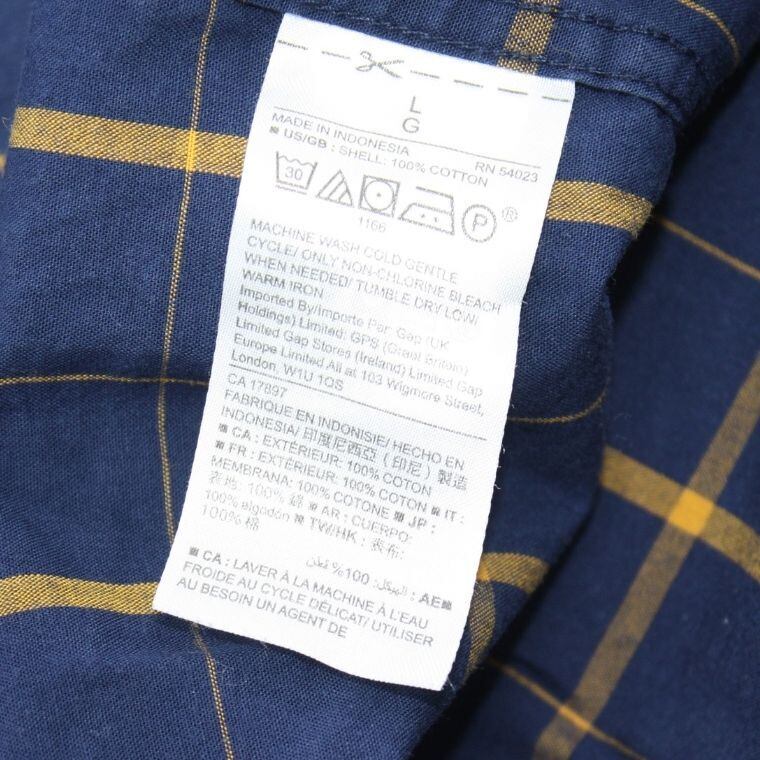 L
G
MADE IN INDONESIA RN 54023
■ US/GB : SHELL: 100% COTTON
30 P ®
1166
MACHINE WASH COLD GENTLE
CYCLE/ ONLY NON-CHLORINE BLEACH
WHEN NEEDED/ TUMBLE DRY LOW/
WARM IRON
Imported By/Importe Par: Gap (UK
Holdings) Limited: GPS (Great Britain)
Limited Gap Stores (Ireland) Limited Gap
Europe Limited All at 103 Wigmore Street,
London, W1U 1QS
CA 17897
FABRIQUE EN INDONISIE/ HECHO EN
INDONESIA/ 印度尼西亞 (印尼) 製造
■ CA : EXTÉRIEUR: 100% COTTON
■ FR : EXTÉRIEUR: 100% COTON ■ IT :
MEMBRANA: 100% COTONE ■ JP :
表地: 100% 綿 ■ AR : CUERPO:
100% algodón ■ TW/HK : 表布:
100% 棉
■ AE : الهيكل: 100% قطن
■ CA : LAVER À LA MACHINE À L'EAU
FROIDE AU CYCLE DÉLICAT/ UTILISER
AU BESOIN UN AGENT DE